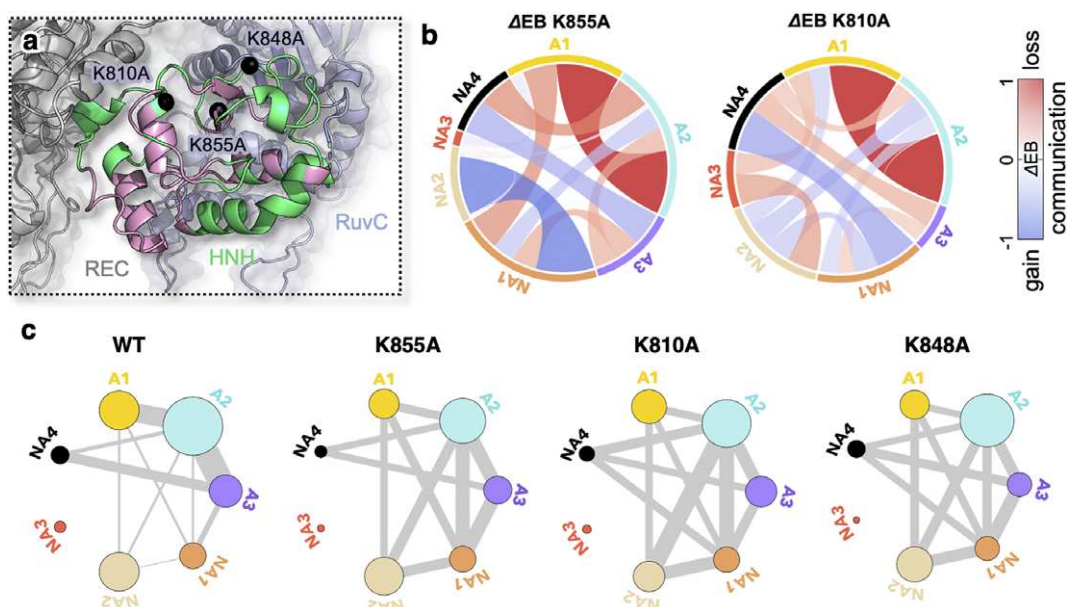 a
K848A
K810A
K855A
RuvC
HNH
REC
b
ΔEB K855A
A1
A2
A3
NA1
NA2
NA3
NA4
ΔEB K810A
A1
A2
A3
NA1
NA2
NA3
NA4
gain communication loss
-1 0 1
ΔEB
c
WT
A1
A2
NA4
A3
NA3
NA2
NA1
K855A
A1
A2
NA4
A3
NA3
NA2
NA1
K810A
A1
A2
NA4
A3
NA3
NA2
NA1
K848A
A1
A2
NA4
A3
NA3
NA2
NA1